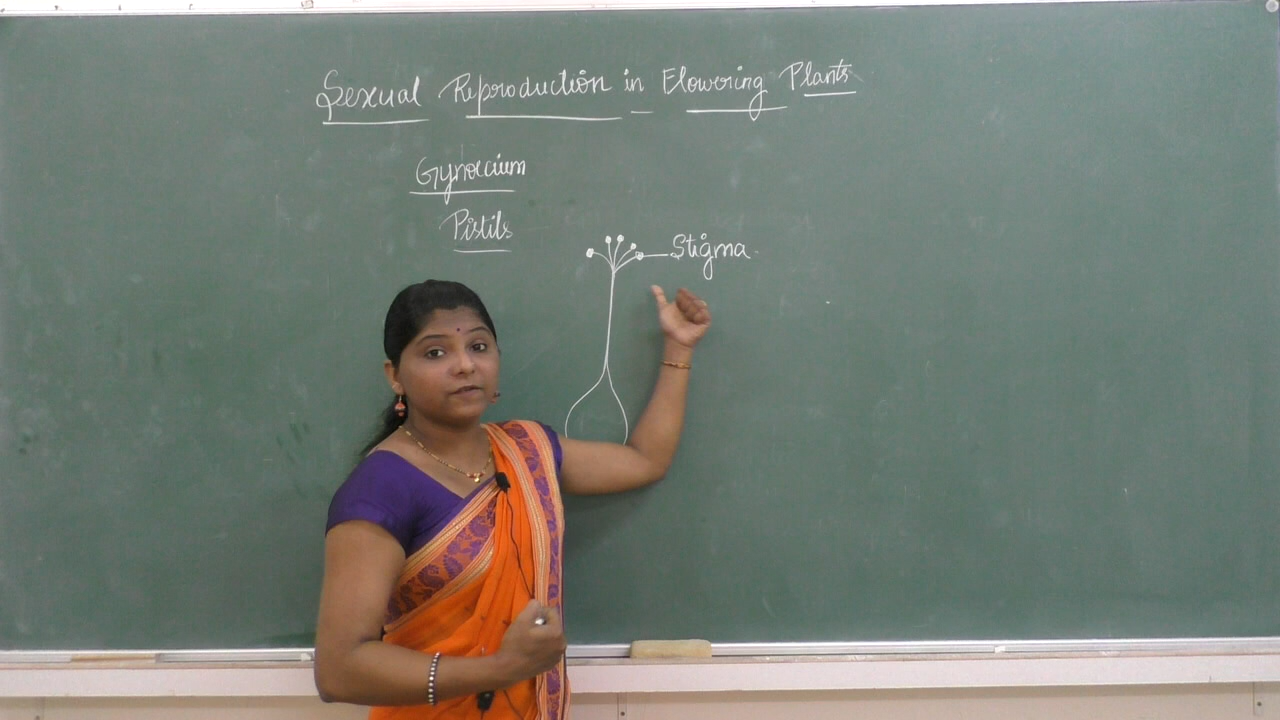 Sexual Reproduction in Flowering Plants
Gynoecium
Pistils
Stigma